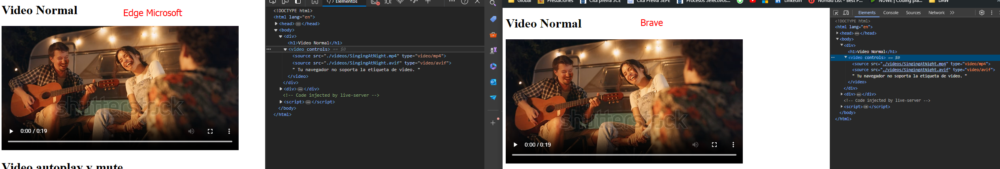 Video Normal
Edge Microsoft
shutterstock
0:00 / 0:19
Video autoplay y mute
Elementos
<!DOCTYPE html>
<html lang="en">
<head> ••• </head>
<body>
<div>
<h1>Video Normal</h1>
<video controls> == $0
<source src="./videos/SingingAtNight.mp4" type="video/mp4">
<source src="./videos/SingingAtNight.avif" type="video/avif">
" Tu navegador no soporta la etiqueta de video. "
</video>
</div>
<div> ••• </div>
<!-- Code injected by live-server -->
<script> ••• </script>
</body>
</html>
Global Prestaciones Cita previa SCE Cita Previa SEPE Procesos Selectivos... LinkedIn Nomad List - Best P... NUWE | Coding pla... DAW
Video Normal
Brave
shutterstock
0:00 / 0:19
Elements Console Sources Network
<!DOCTYPE html>
<html lang="en">
<head> ••• </head>
<body>
<div>
<h1>Video Normal</h1>
<video controls> == $0
<source src="./videos/SingingAtNight.mp4" type="video/mp4">
<source src="./videos/SingingAtNight.avif" type="video/avif">
" Tu navegador no soporta la etiqueta de video. "
</video>
</div>
<div> ••• </div>
<!-- Code injected by live-server -->
<script> ••• </script>
</body>
</html>